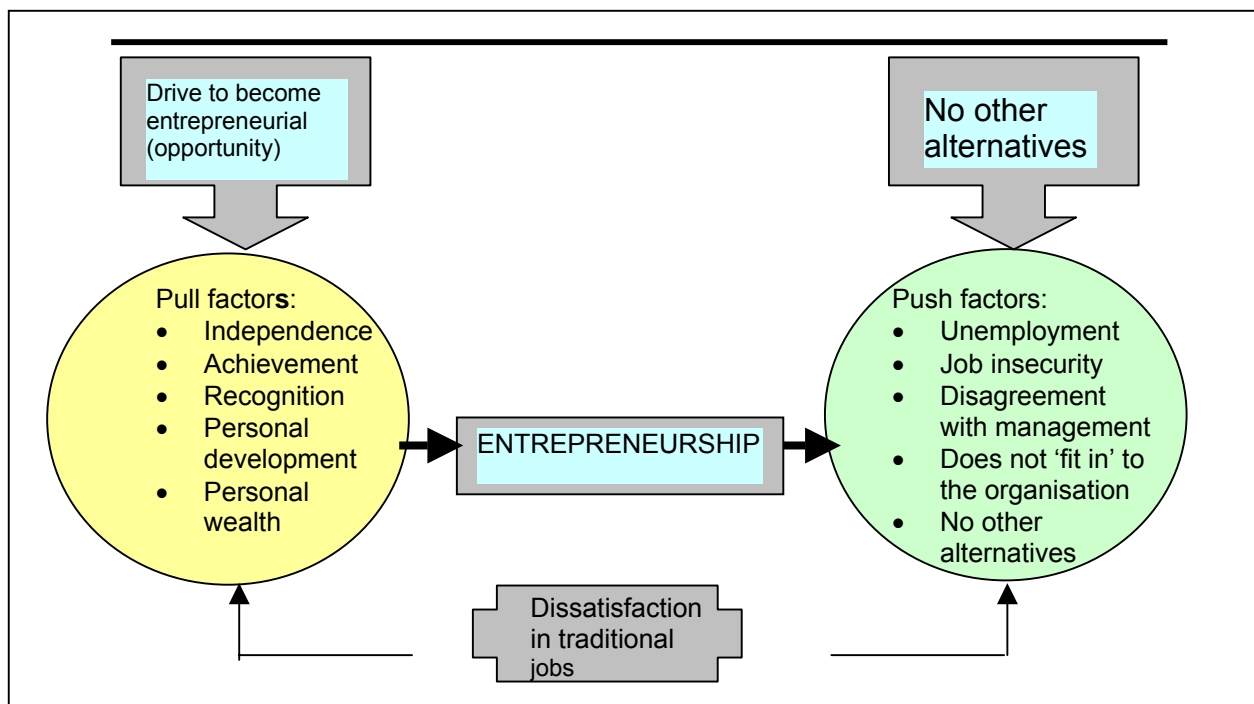 Drive to become
entrepreneurial
(opportunity)
No other
alternatives
Pull factors:
• Independence
• Achievement
• Recognition
• Personal
development
• Personal
wealth
ENTREPRENEURSHIP
Push factors:
• Unemployment
• Job insecurity
• Disagreement
with management
• Does not ‘fit in’ to
the organisation
• No other
alternatives
Dissatisfaction
in traditional
jobs